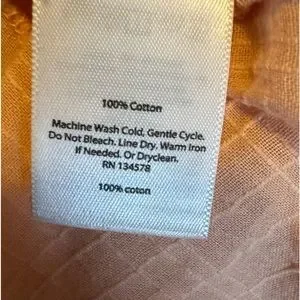 100% Cotton
Machine Wash Cold, Gentle Cycle.
Do Not Bleach. Line Dry. Warm Iron
If Needed. Or Dryclean.
RN 134578
100% coton